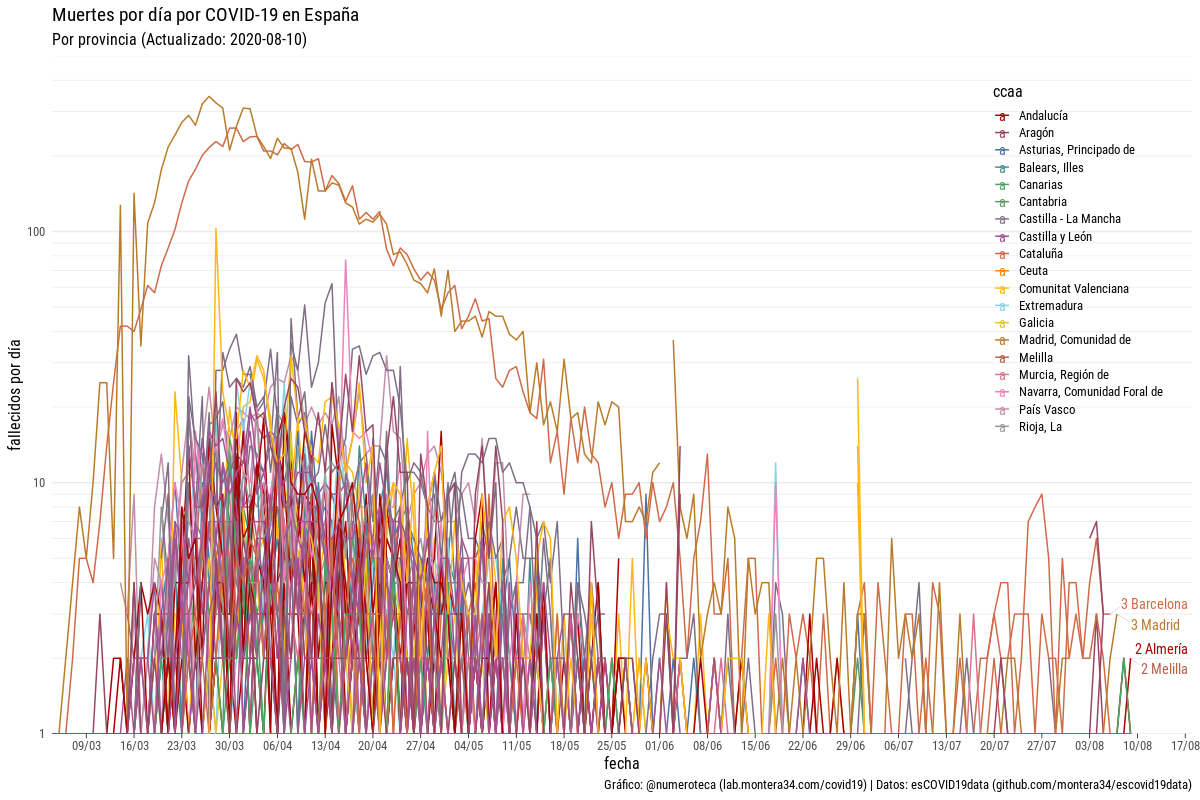 Muertes por día por COVID-19 en España
Por provincia (Actualizado: 2020-08-10)
ccaa
Andalucía
Aragón
Asturias, Principado de
Balears, Illes
Canarias
Cantabria
Castilla - La Mancha
Castilla y León
Cataluña
Ceuta
Comunitat Valenciana
Extremadura
Galicia
Madrid, Comunidad de
Melilla
Murcia, Región de
Navarra, Comunidad Foral de
País Vasco
Rioja, La
fallecidos por día
100
10
1
3 Barcelona
3 Madrid
2 Almería
2 Melilla
09/03 16/03 23/03 30/03 06/04 13/04 20/04 27/04 04/05 11/05 18/05 25/05 01/06 08/06 15/06 22/06 29/06 06/07 13/07 20/07 27/07 03/08 10/08 17/08
fecha
Gráfico: @numeroteca (lab.montera34.com/covid19) | Datos: esCOVID19data (github.com/montera34/escovid19data)